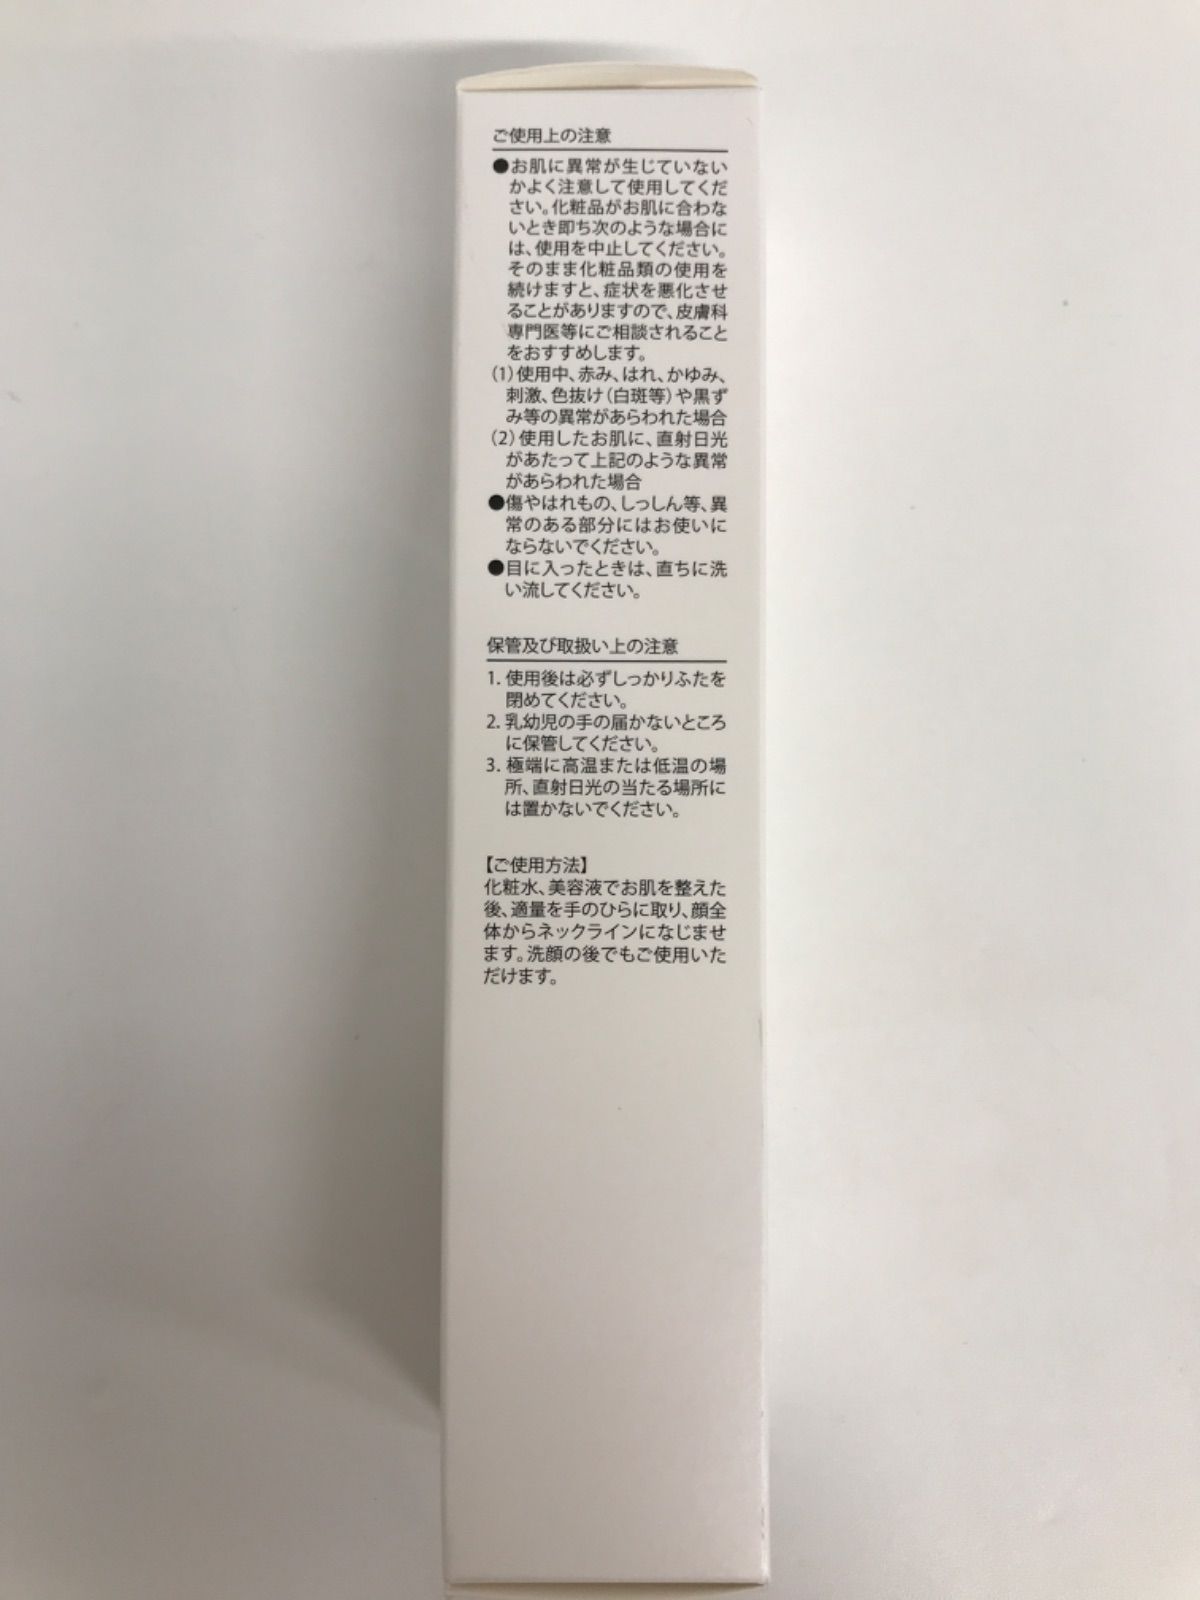 ご使用上の注意
●お肌に異常が生じていない
かよく注意して使用してくだ
さい。化粧品がお肌に合わな
いとき即ち次のような場合に
は、使用を中止してください。
そのまま化粧品類の使用を
続けますと、症状を悪化させ
ることがありますので、皮膚科
専門医等にご相談されること
をおすすめします。
(1)使用中、赤み、はれ、かゆみ、
刺激、色抜け(白斑等)や黒ず
み等の異常があらわれた場合
(2)使用したお肌に、直射日光
があたって上記のような異常
があらわれた場合
●傷やはれもの、しっしん等、異
常のある部分にはお使いに
ならないでください。
●目に入ったときは、直ちに洗
い流してください。
保管及び取扱い上の注意
1. 使用後は必ずしっかりふたを
閉めてください。
2. 乳幼児の手の届かないところ
に保管してください。
3. 極端に高温または低温の場
所、直射日光の当たる場所に
は置かないでください。
【ご使用方法】
化粧水、美容液でお肌を整えた
後、適量を手のひらに取り、顔全
体からネックラインになじませ
ます。洗顔の後でもご使用いた
だけます。